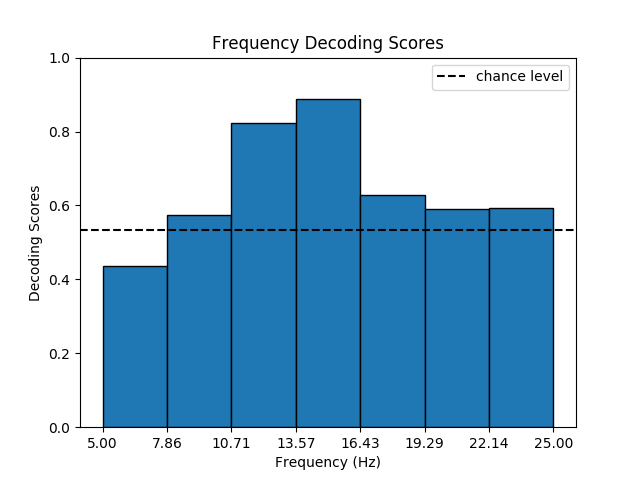 Frequency Decoding Scores
chance level
1.0
0.8
0.6
0.4
0.2
0.0
Decoding Scores
5.00 7.86 10.71 13.57 16.43 19.29 22.14 25.00
Frequency (Hz)